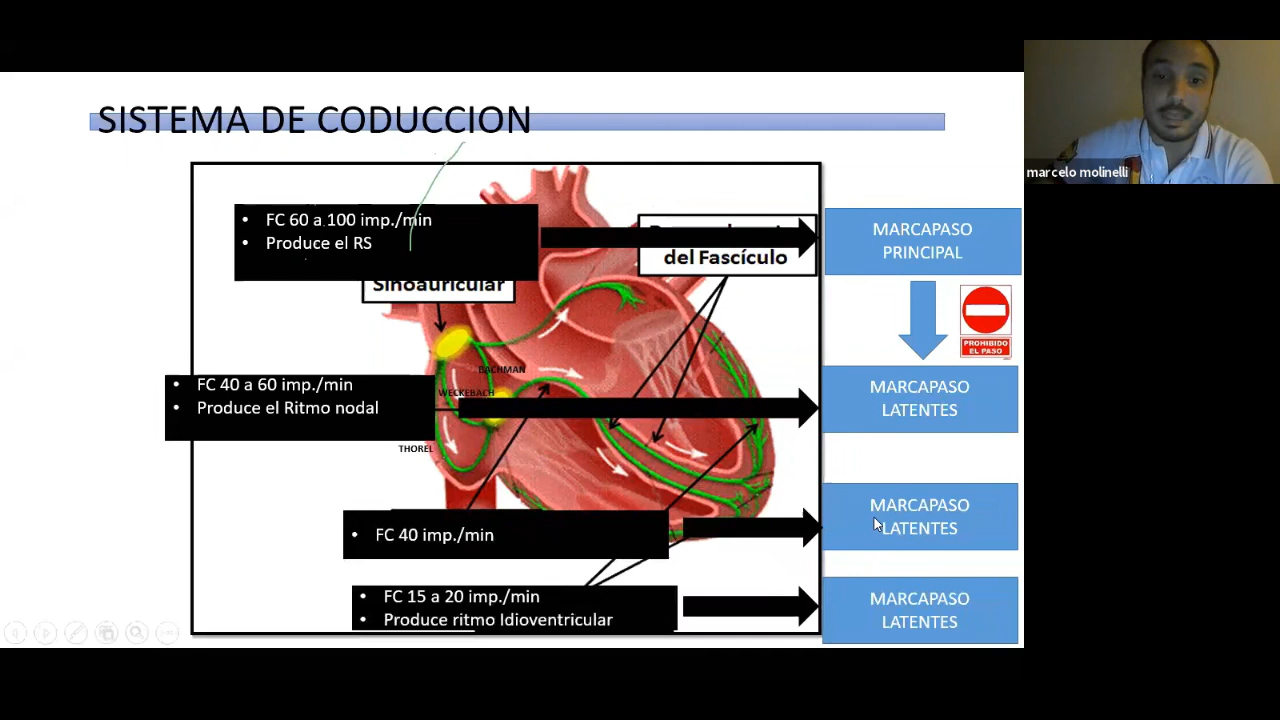 SISTEMA DE CODUCCION
marcelo molinelli
• FC 60 a 100 imp./min
• Produce el RS
del Fascículo
Sinoauricular
MARCAPASO
PRINCIPAL
PROHIBIDO
EL PASO
BACHMAN
WECKEBACH
• FC 40 a 60 imp./min
• Produce el Ritmo nodal
MARCAPASO
LATENTES
THOREL
• FC 40 imp./min
MARCAPASO
LATENTES
• FC 15 a 20 imp./min
• Produce ritmo Idioventricular
MARCAPASO
LATENTES